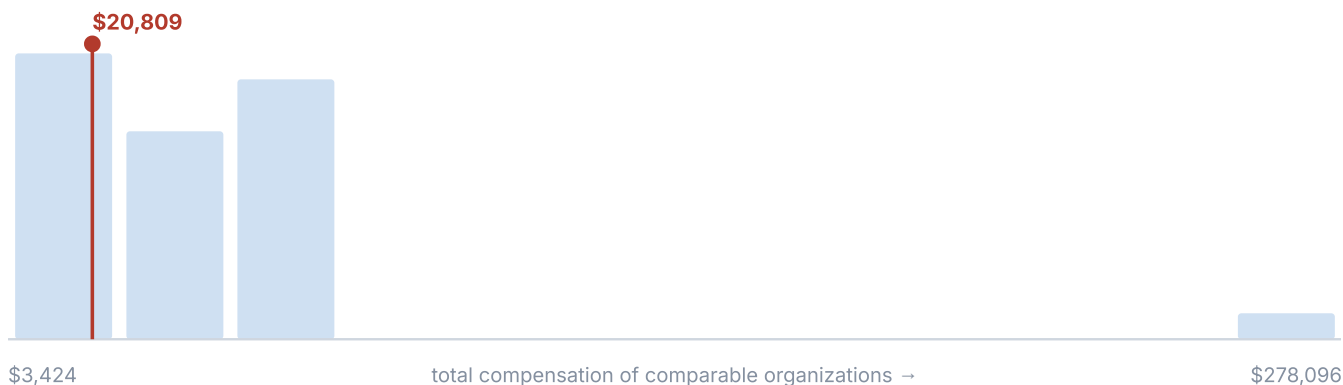 $20,809
$3,424
total compensation of comparable organizations →
$278,096